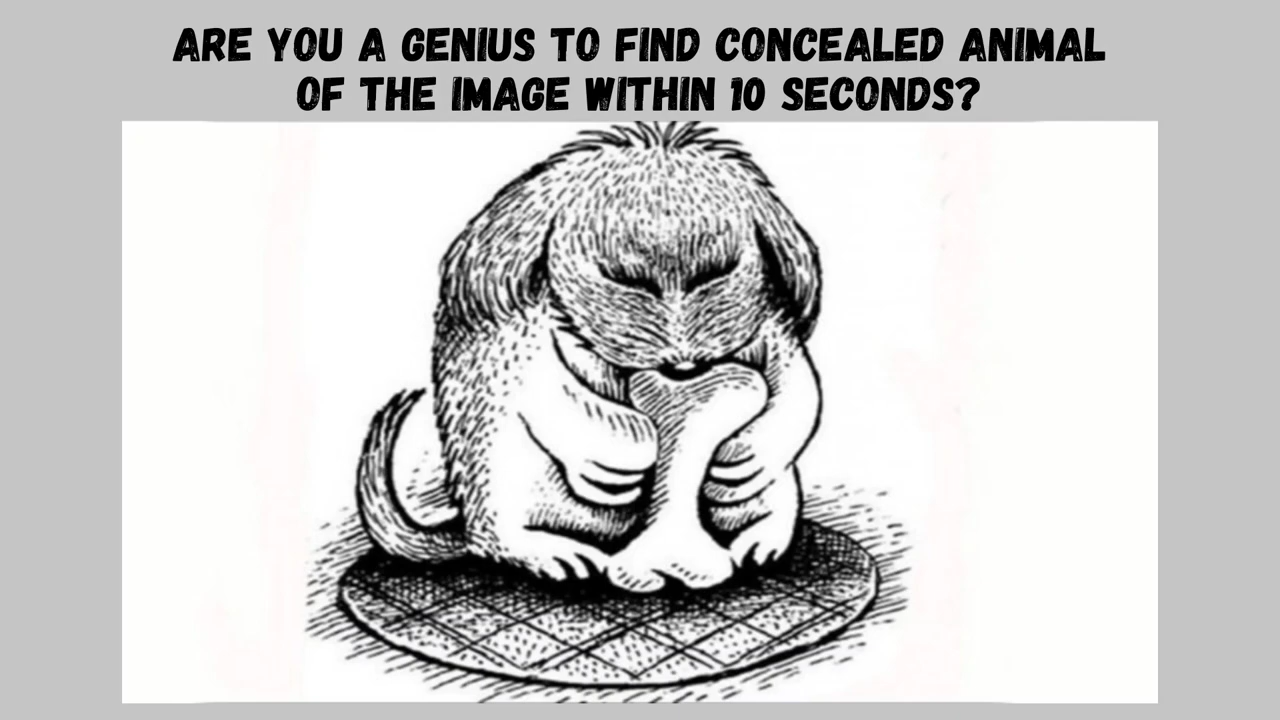 ARE YOU A GENIUS TO FIND CONCEALED ANIMAL
OF THE IMAGE WITHIN 10 SECONDS?